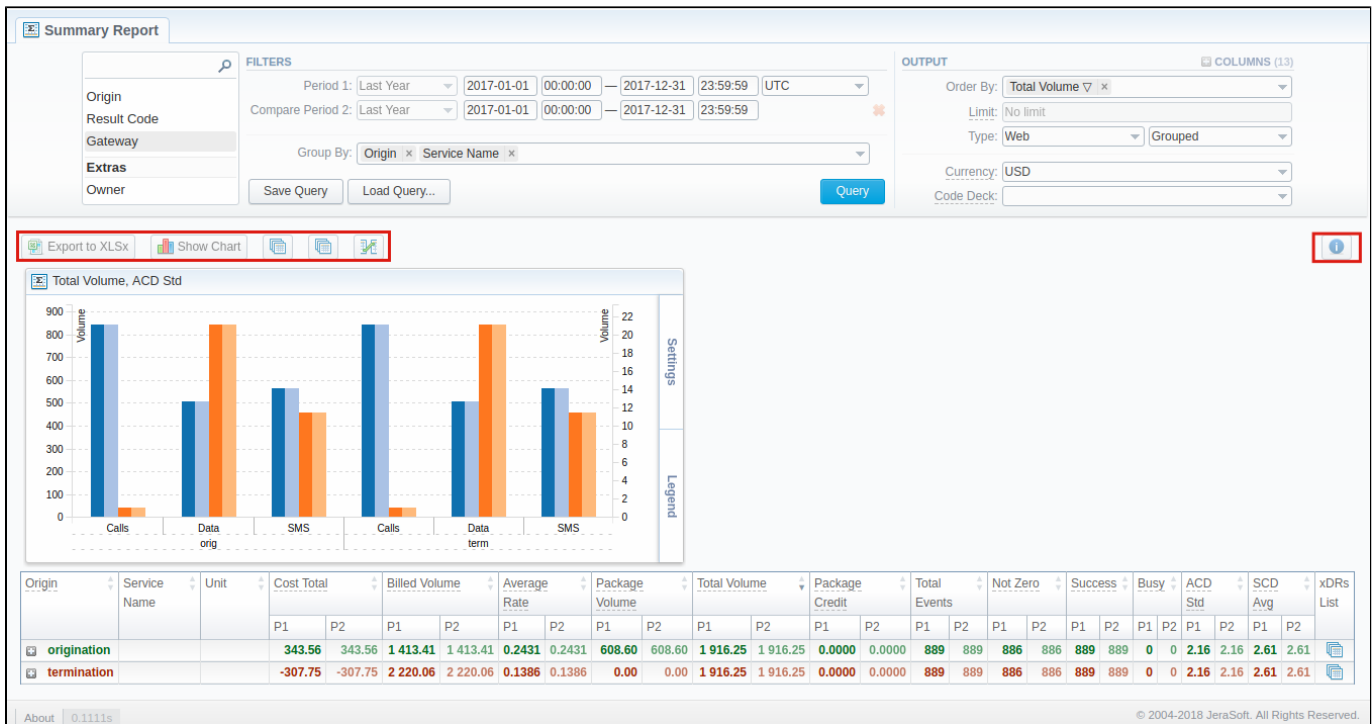 Summary Report
FILTERS
OUTPUT
COLUMNS (13)
Origin
Result Code
Gateway
Extras
Owner
Period 1: Last Year 2017-01-01 00:00:00 — 2017-12-31 23:59:59 UTC
Compare Period 2: Last Year 2017-01-01 00:00:00 — 2017-12-31 23:59:59
Group By: Origin × Service Name ×
Save Query Load Query... Query
Order By: Total Volume ▽ ×
Limit: No limit
Type: Web Grouped
Currency: USD
Code Deck:
Export to XLSx Show Chart
Total Volume, ACD Std
Volume
900
800
700
600
500
400
300
200
100
0
Volume
22
20
18
16
14
12
10
8
6
4
2
0
Calls Data SMS Calls Data SMS
orig term
Settings
Legend
Origin Service Name Unit Cost Total Billed Volume Average Rate Package Volume Total Volume Package Credit Total Events Not Zero Success Busy ACD Std SCD Avg xDRs List
P1 P2 P1 P2 P1 P2 P1 P2 P1 P2 P1 P2 P1 P2 P1 P2 P1 P2 P1 P2 P1 P2 P1 P2
origination 343.56 343.56 1 413.41 1 413.41 0.2431 0.2431 608.60 608.60 1 916.25 1 916.25 0.0000 0.0000 889 889 886 886 889 889 0 0 2.16 2.16 2.61 2.61
termination -307.75 -307.75 2 220.06 2 220.06 0.1386 0.1386 0.00 0.00 1 916.25 1 916.25 0.0000 0.0000 889 889 886 886 889 889 0 0 2.16 2.16 2.61 2.61
About 0.1111s
© 2004-2018 JeraSoft. All Rights Reserved.